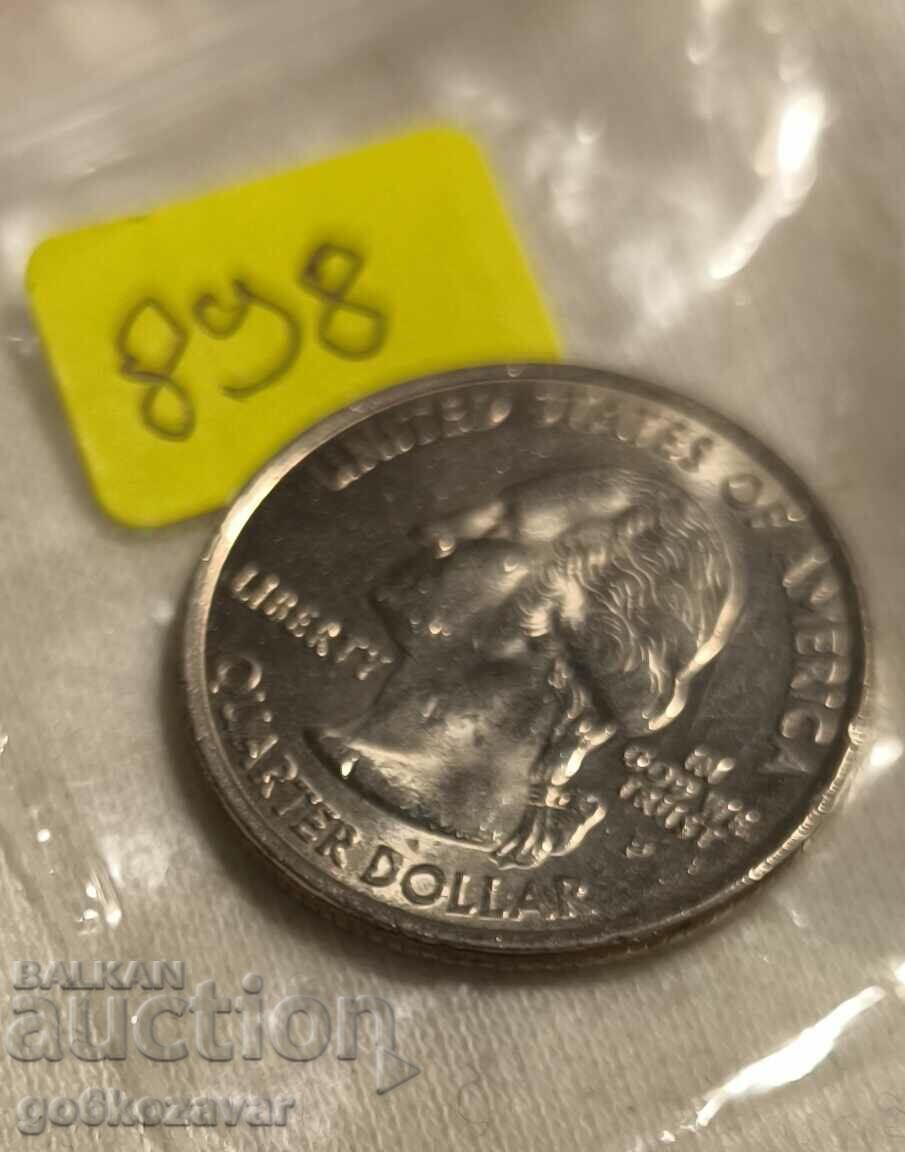 898
UNITED STATES OF AMERICA
LIBERTY
IN
GOD WE
TRUST
QUARTER DOLLAR
BALKAN
auction
go6kozavar